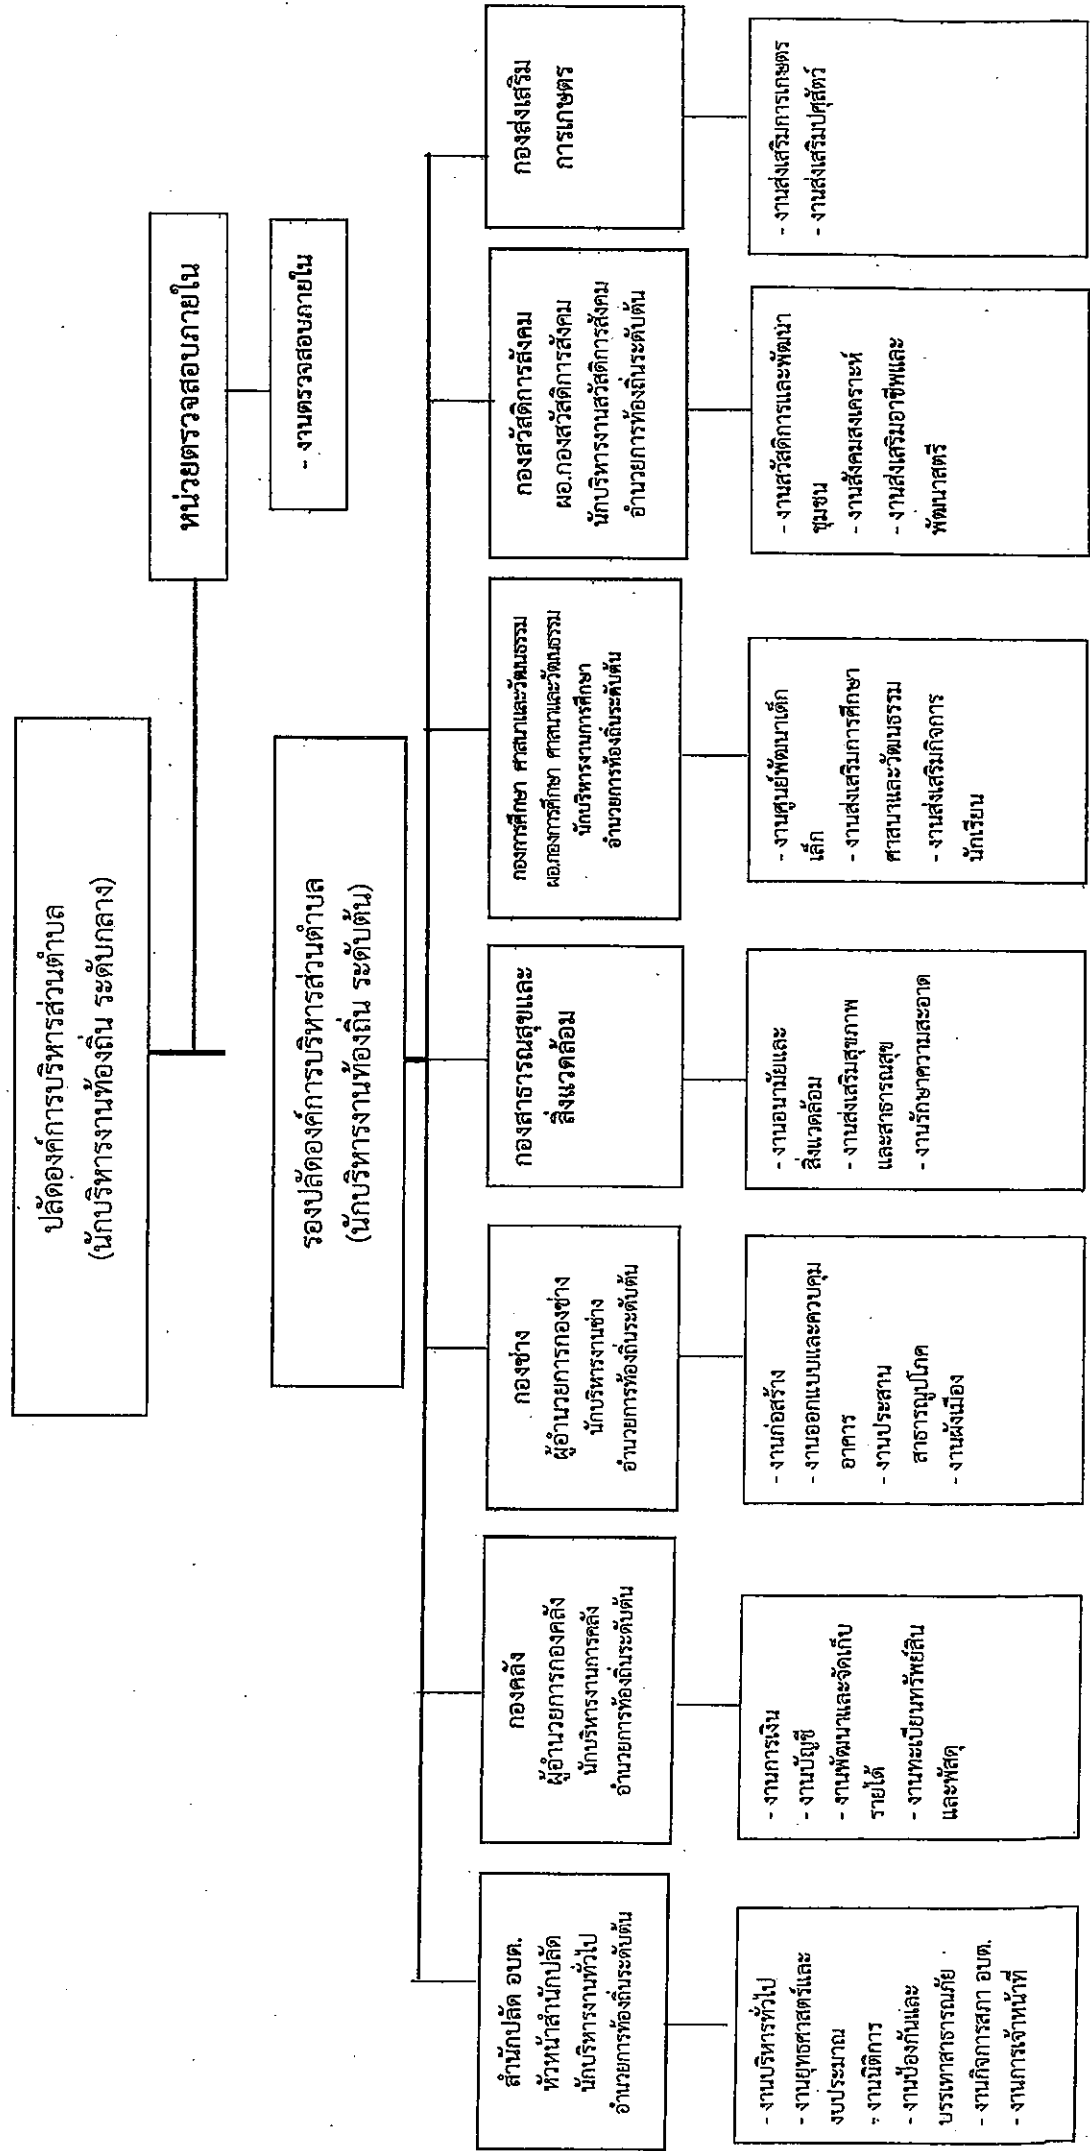 ปลัดองค์การบริหารส่วนตำบล
(นักบริหารงานท้องถิ่น ระดับกลาง)
หน่วยตรวจสอบภายใน
- งานตรวจสอบภายใน
รองปลัดองค์การบริหารส่วนตำบล
(นักบริหารงานท้องถิ่น ระดับต้น)
สำนักปลัด อบต.
หัวหน้าสำนักปลัด
นักบริหารงานทั่วไป
อำนวยการท้องถิ่นระดับต้น
กองคลัง
ผู้อำนวยการกองคลัง
นักบริหารงานการคลัง
อำนวยการท้องถิ่นระดับต้น
กองช่าง
ผู้อำนวยการกองช่าง
นักบริหารงานช่าง
อำนวยการท้องถิ่นระดับต้น
กองสาธารณสุขและ
สิ่งแวดล้อม
กองการศึกษา ศาสนาและวัฒนธรรม
ผอ.กองการศึกษา ศาสนาและวัฒนธรรม
นักบริหารงานการศึกษา
อำนวยการท้องถิ่นระดับต้น
กองสวัสดิการสังคม
ผอ.กองสวัสดิการสังคม
นักบริหารงานสวัสดิการสังคม
อำนวยการท้องถิ่นระดับต้น
กองส่งเสริม
การเกษตร
- งานบริหารทั่วไป
- งานยุทธศาสตร์และ
งบประมาณ
- งานนิติการ
- งานป้องกันและ
บรรเทาสาธารณภัย
- งานกิจการสภา อบต.
- งานการเจ้าหน้าที่
- งานการเงิน
- งานบัญชี
- งานพัฒนาและจัดเก็บ
รายได้
- งานทะเบียนทรัพย์สิน
และพัสดุ
- งานก่อสร้าง
- งานออกแบบและควบคุม
อาคาร
- งานประสาน
สาธารณูปโภค
- งานผังเมือง
- งานอนามัยและ
สิ่งแวดล้อม
- งานส่งเสริมสุขภาพ
และสาธารณสุข
- งานรักษาความสะอาด
- งานศูนย์พัฒนาเด็ก
เล็ก
- งานส่งเสริมการศึกษา
ศาสนาและวัฒนธรรม
- งานส่งเสริมกิจการ
นักเรียน
- งานสวัสดิการและพัฒนา
ชุมชน
- งานสังคมสงเคราะห์
- งานส่งเสริมอาชีพและ
พัฒนาสตรี
- งานส่งเสริมการเกษตร
- งานส่งเสริมปศุสัตว์